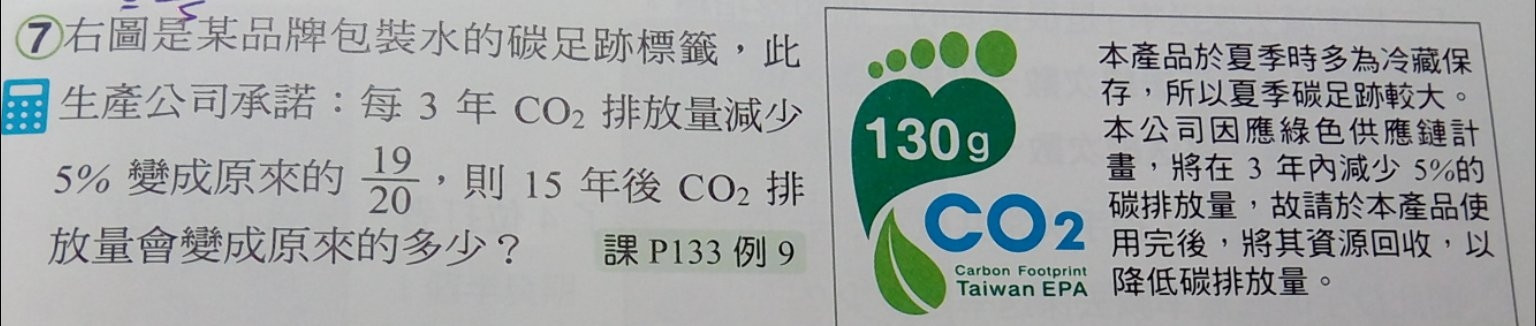 ⑦右圖是某品牌包裝水的碳足跡標籤，此
生產公司承諾：每 3 年 CO₂ 排放量減少
5% 變成原來的 19/20，則 15 年後 CO₂ 排
放量會變成原來的多少？
課 P133 例 9
130g
CO2
Carbon Footprint
Taiwan EPA
本產品於夏季時多為冷藏保
存，所以夏季碳足跡較大。
本公司因應綠色供應鏈計
畫，將在 3 年內減少 5%的
碳排放量，故請於本產品使
用完後，將其資源回收，以
降低碳排放量。